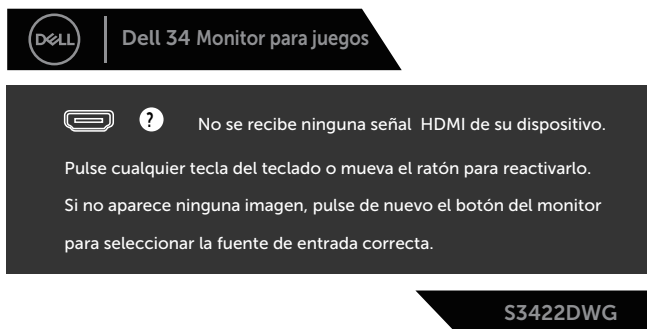 DELL
Dell 34 Monitor para juegos
? No se recibe ninguna señal HDMI de su dispositivo.
Pulse cualquier tecla del teclado o mueva el ratón para reactivarlo.
Si no aparece ninguna imagen, pulse de nuevo el botón del monitor
para seleccionar la fuente de entrada correcta.
S3422DWG